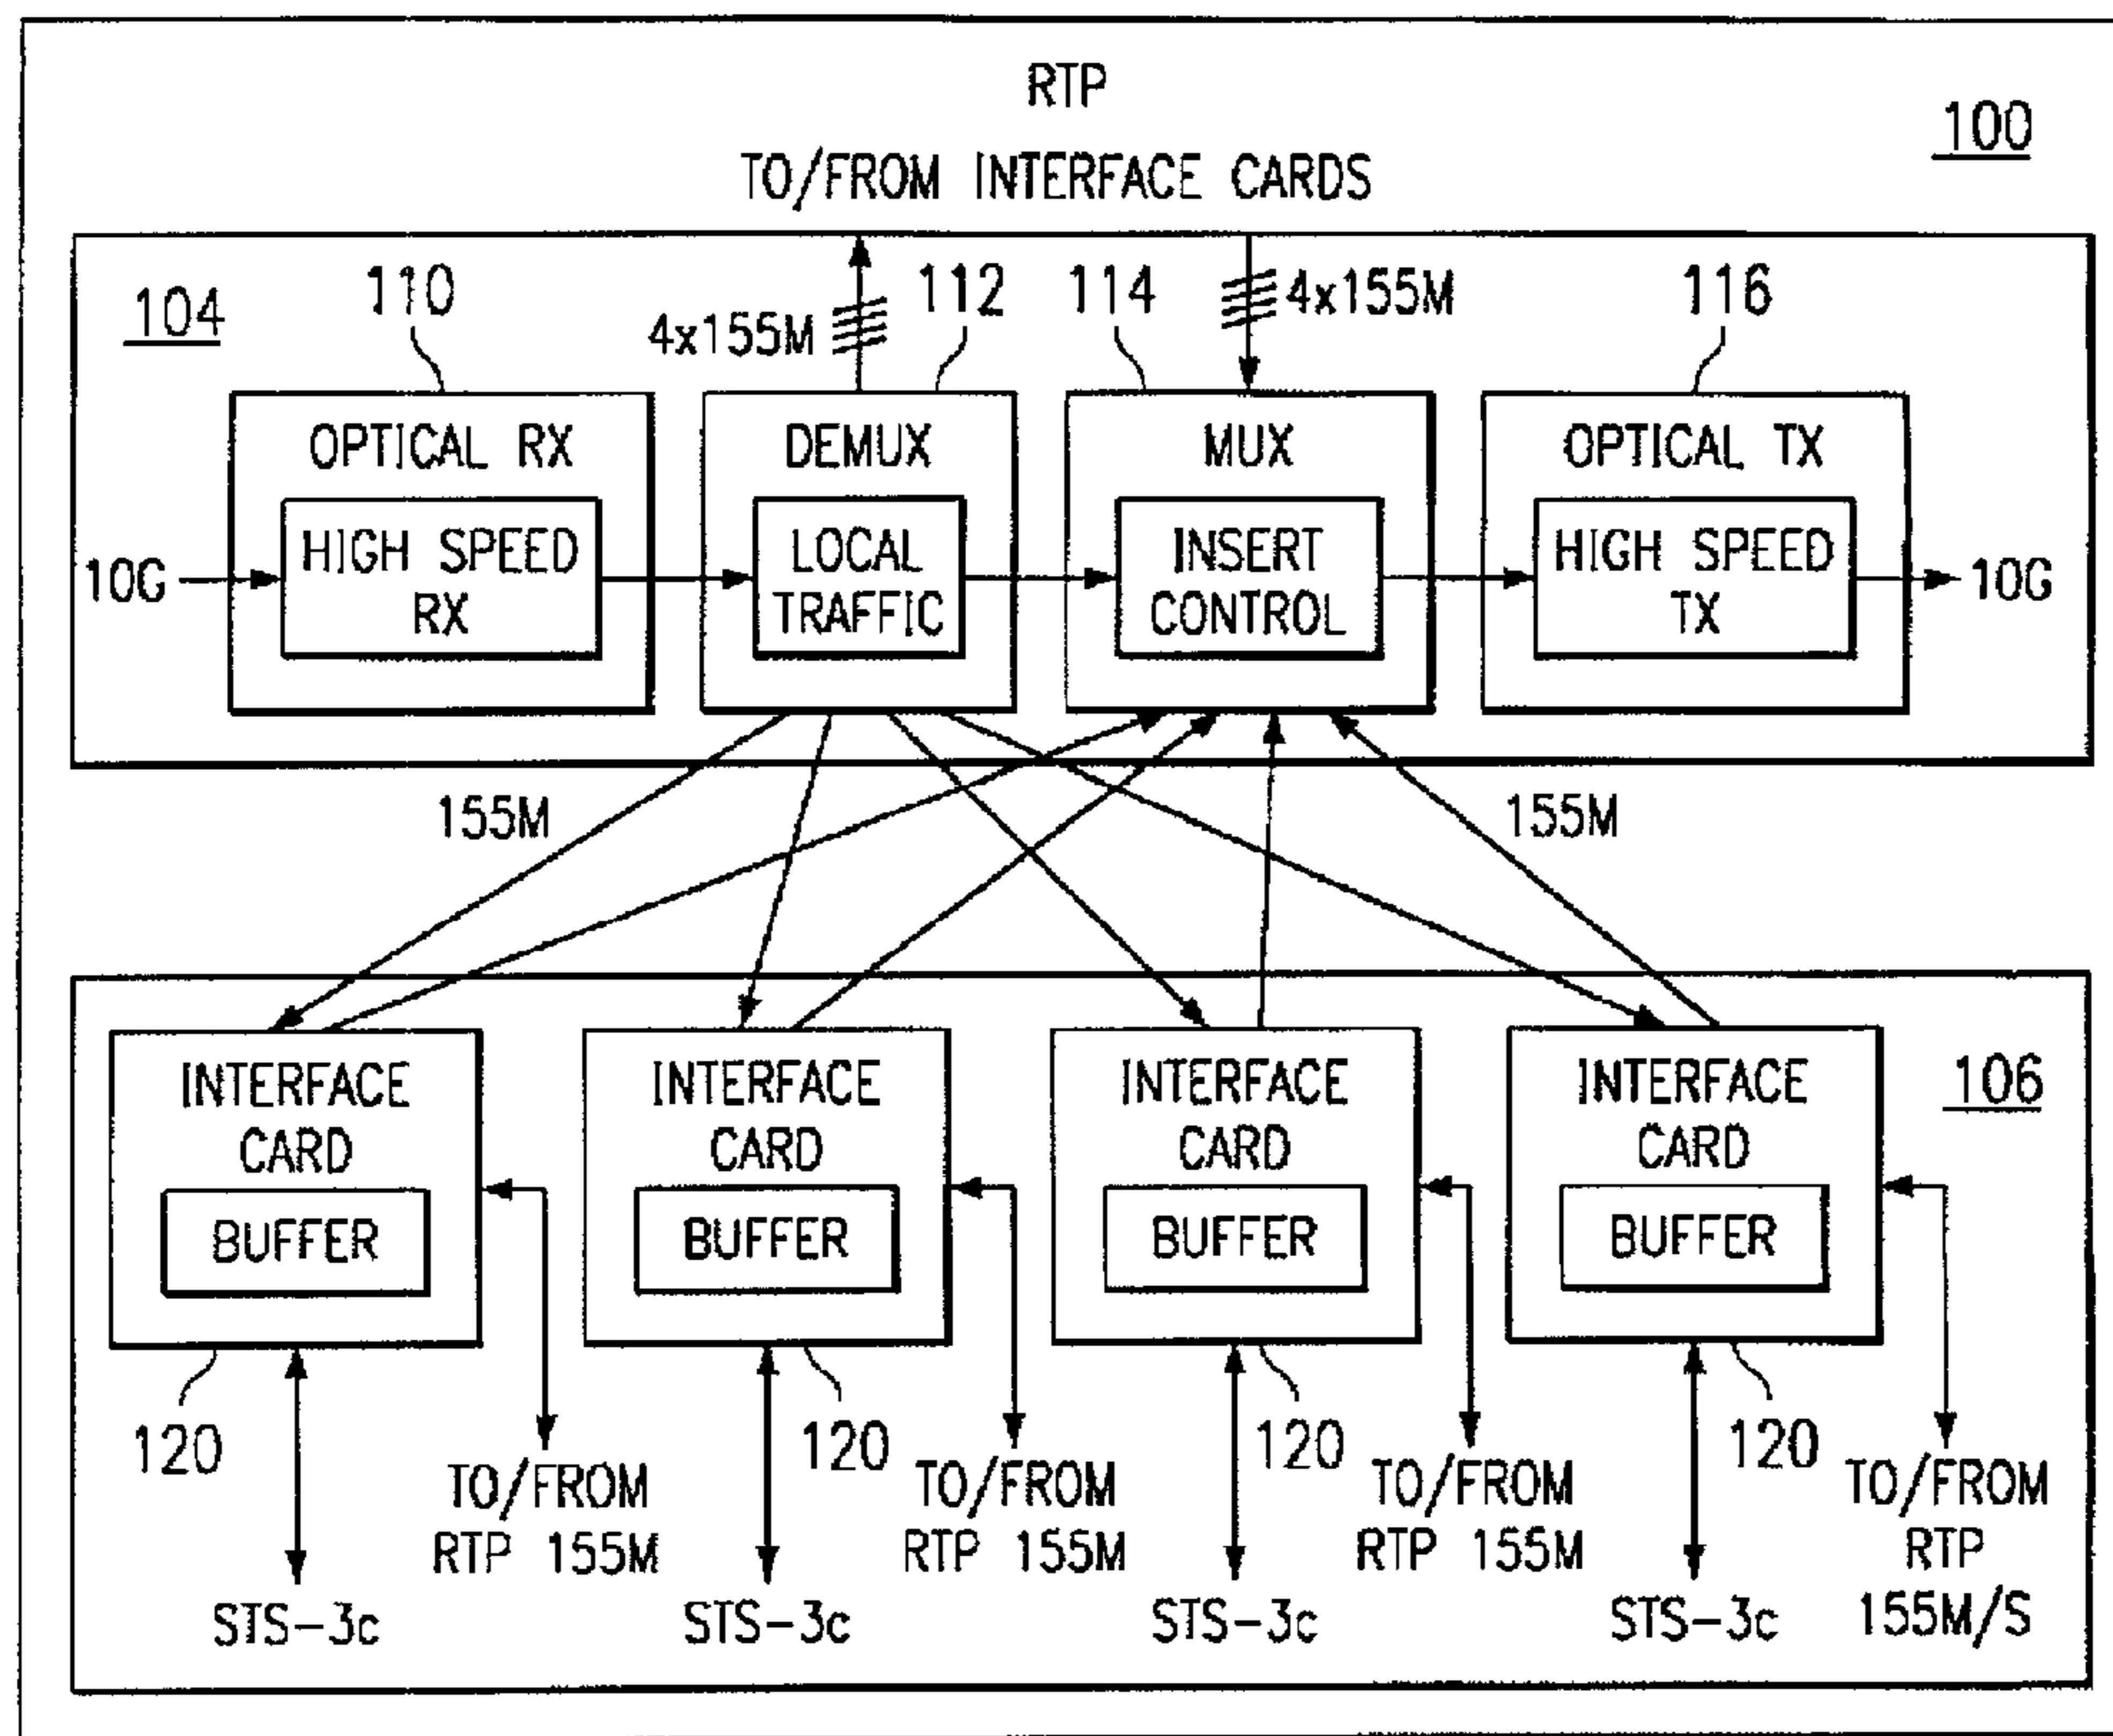 RTP
100
TO/FROM INTERFACE CARDS
104
110
4x155M
112
114
4x155M
116
OPTICAL RX
DEMUX
MUX
OPTICAL TX
10G
HIGH SPEED
RX
LOCAL
TRAFFIC
INSERT
CONTROL
HIGH SPEED
TX
10G
155M
155M
106
INTERFACE
CARD
BUFFER
INTERFACE
CARD
BUFFER
INTERFACE
CARD
BUFFER
INTERFACE
CARD
BUFFER
120
TO/FROM
RTP 155M
120
TO/FROM
RTP 155M
120
TO/FROM
RTP 155M
120
TO/FROM
RTP
155M/S
STS-3c
STS-3c
STS-3c
STS-3c